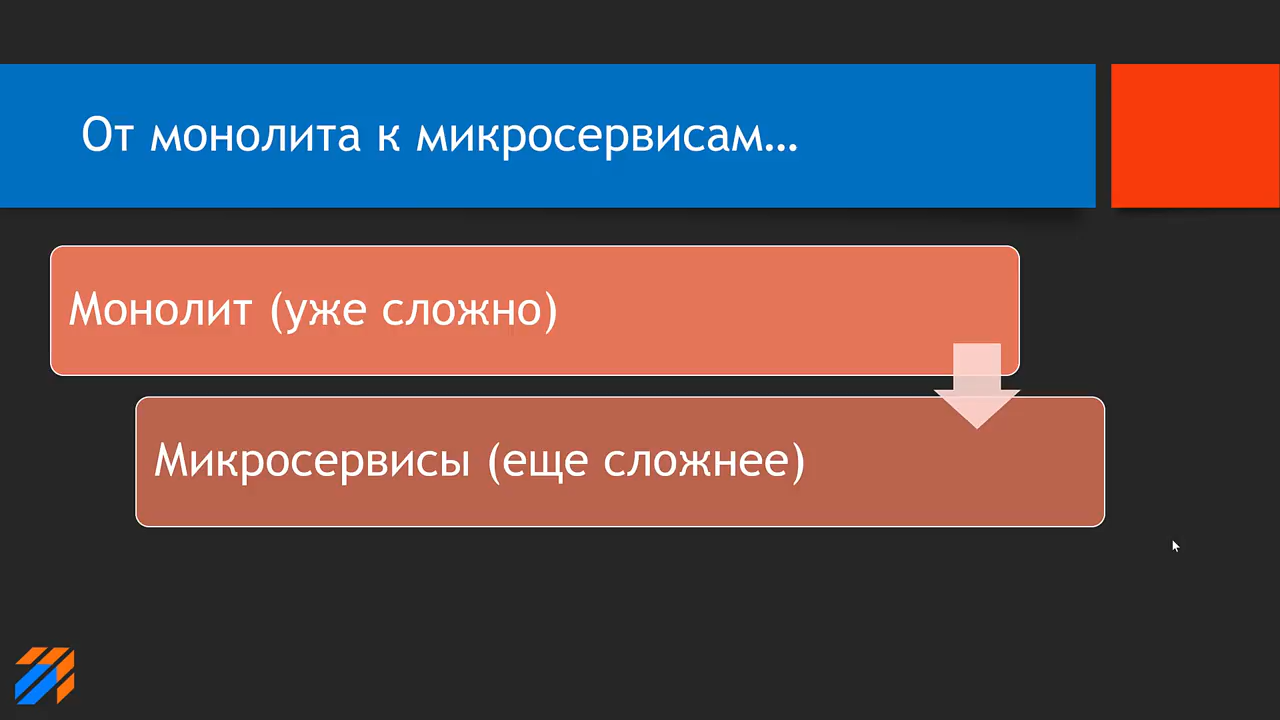 От монолита к микросервисам...
Монолит (уже сложно)
Микросервисы (еще сложнее)